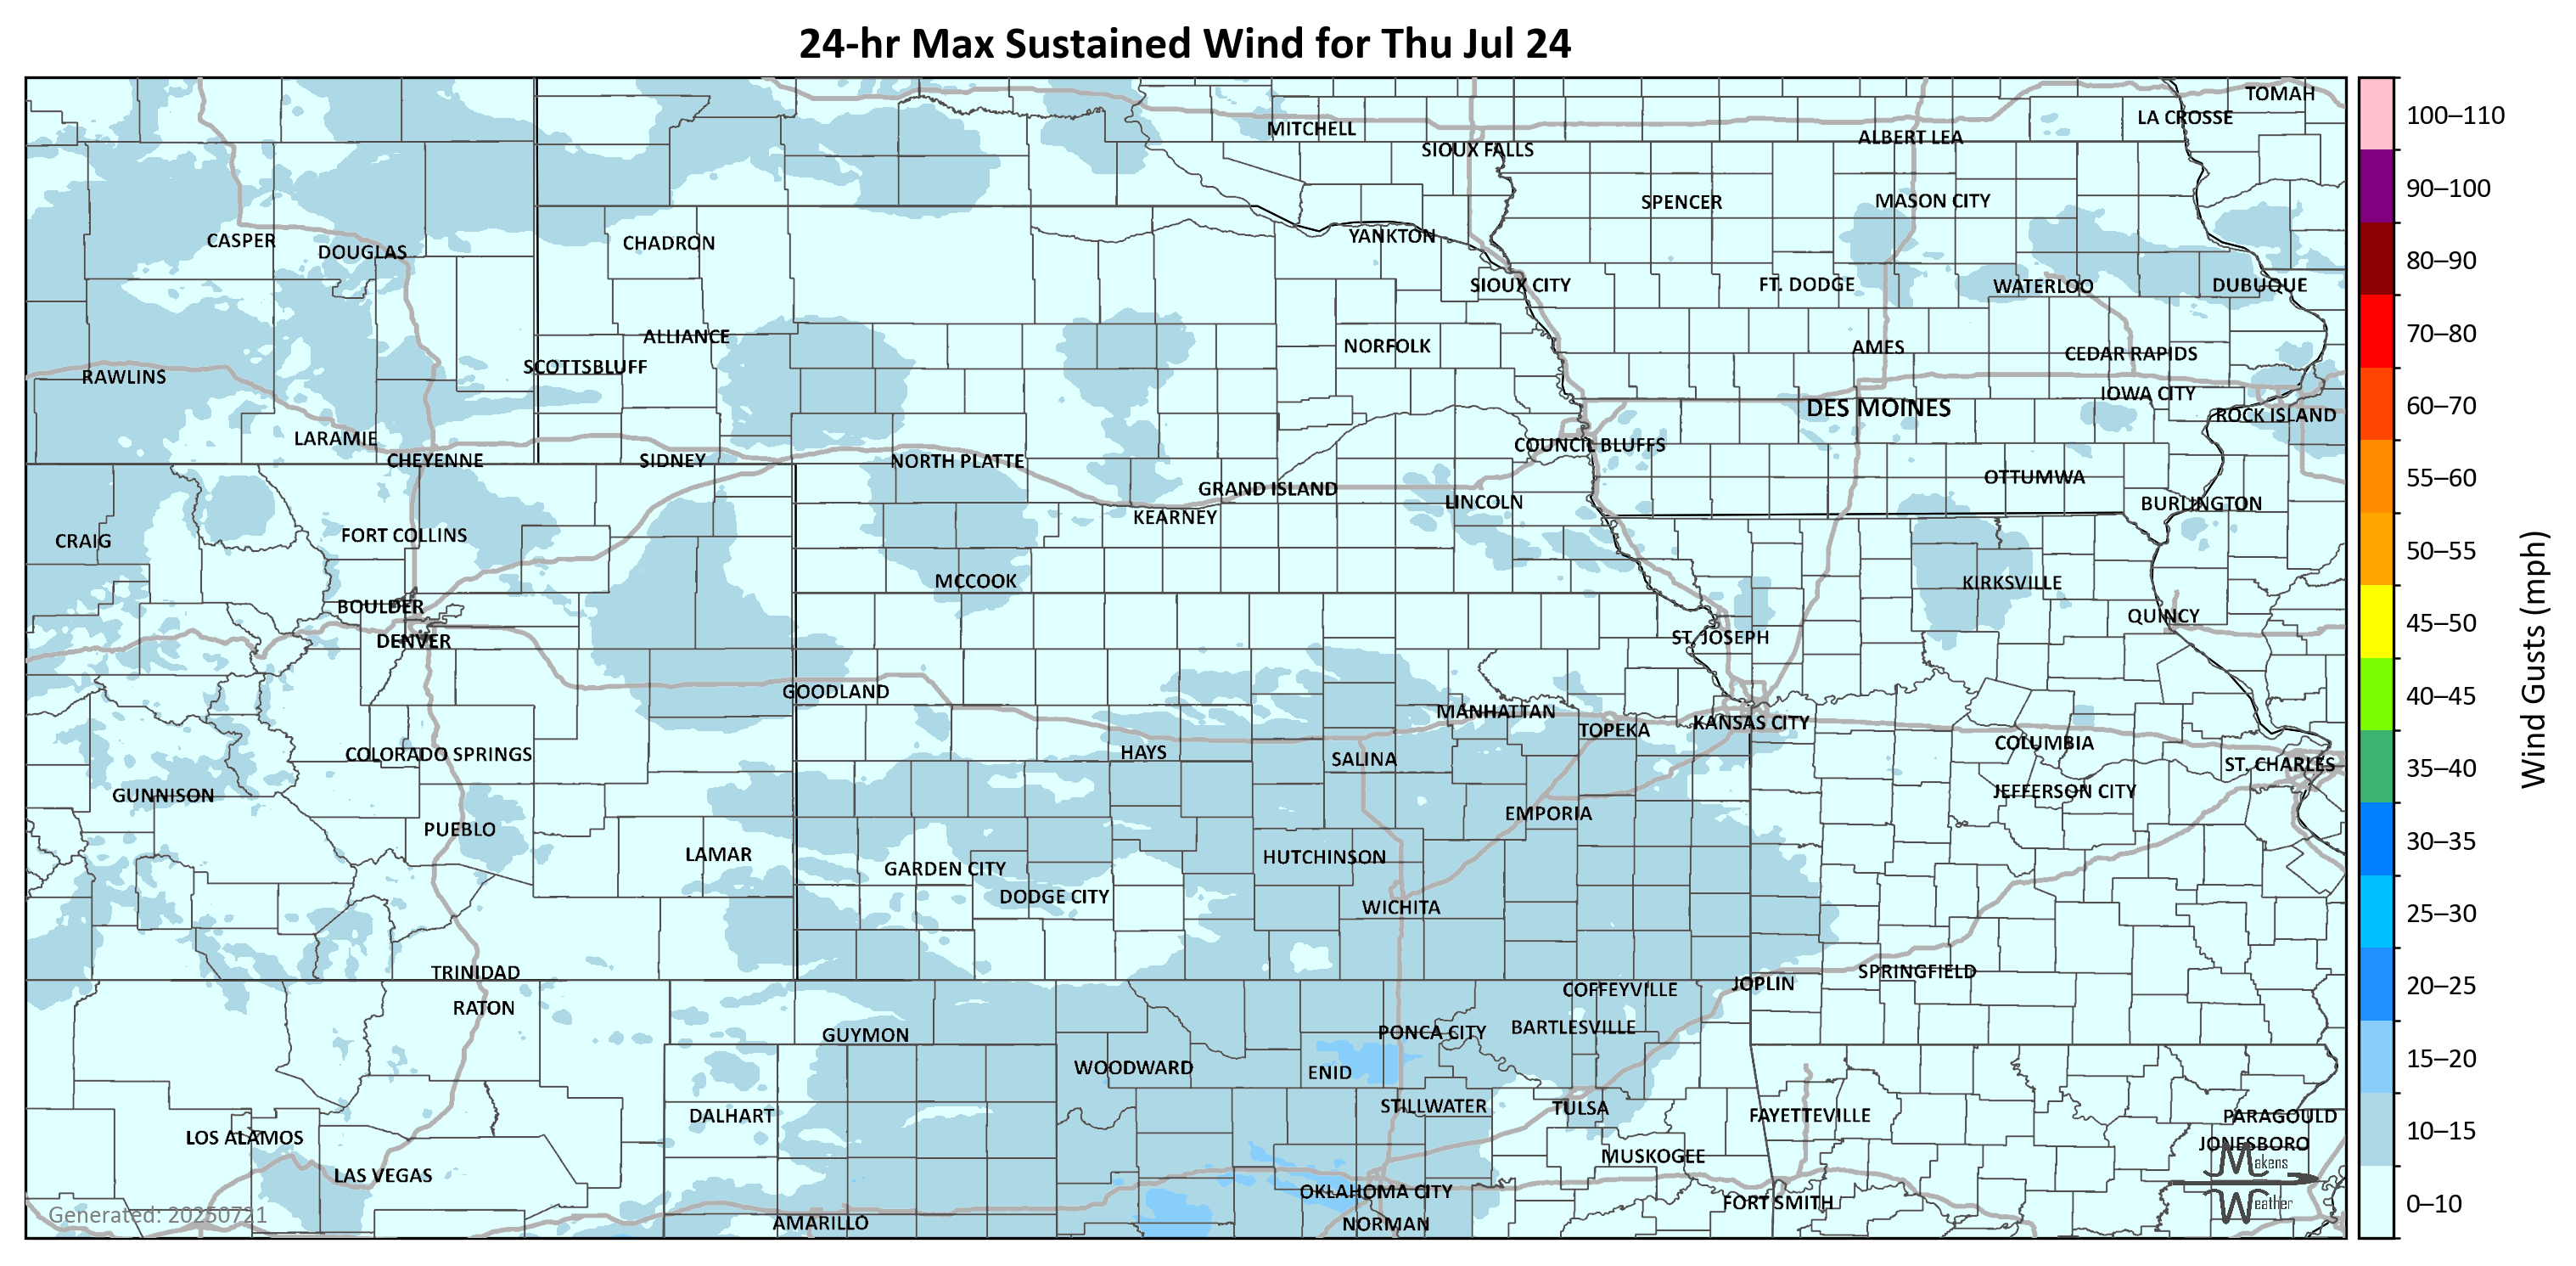 24-hr Max Sustained Wind for Thu Jul 24
TOMAH
LA CROSSE
MITCHELL
ALBERT LEA
SIOUX FALLS
SPENCER
MASON CITY
YANKTON
CASPER
CHADRON
DOUGLAS
SIOUX CITY
FT. DODGE
WATERLOO
DUBUQUE
ALLIANCE
NORFOLK
AMES
CEDAR RAPIDS
SCOTTSBLUFF
RAWLINS
IOWA CITY
DES MOINES
ROCK ISLAND
LARAMIE
COUNCIL BLUFFS
CHEYENNE
SIDNEY
NORTH PLATTE
OTTUMWA
GRAND ISLAND
LINCOLN
BURLINGTON
KEARNEY
FORT COLLINS
CRAIG
MCCOOK
KIRKSVILLE
BOULDER
QUINCY
DENVER
ST. JOSEPH
GOODLAND
MANHATTAN
KANSAS CITY
TOPEKA
COLUMBIA
HAYS
COLORADO SPRINGS
SALINA
ST. CHARLES
GUNNISON
JEFFERSON CITY
EMPORIA
PUEBLO
LAMAR
HUTCHINSON
GARDEN CITY
DODGE CITY
WICHITA
TRINIDAD
SPRINGFIELD
JOPLIN
COFFEYVILLE
RATON
BARTLESVILLE
PONCA CITY
GUYMON
WOODWARD
ENID
STILLWATER
TULSA
DALHART
FAYETTEVILLE
PARAGOULD
LOS ALAMOS
JONESBORO
MUSKOGEE
LAS VEGAS
OKLAHOMA CITY
FORT SMITH
AMARILLO
NORMAN
Generated: 20250721
Makens
Weather
100–110
90–100
80–90
70–80
60–70
55–60
50–55
45–50
40–45
35–40
30–35
25–30
20–25
15–20
10–15
0–10
Wind Gusts (mph)